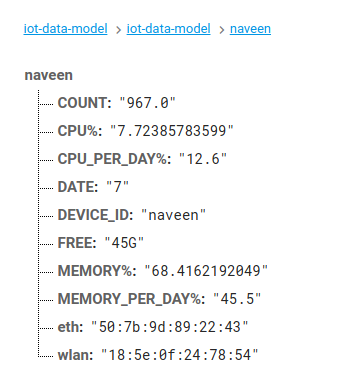 iot-data-model > iot-data-model > naveen
naveen
COUNT: "967.0"
CPU%: "7.72385783599"
CPU_PER_DAY%: "12.6"
DATE: "7"
DEVICE_ID: "naveen"
FREE: "45G"
MEMORY%: "68.4162192049"
MEMORY_PER_DAY%: "45.5"
eth: "50:7b:9d:89:22:43"
wlan: "18:5e:0f:24:78:54"